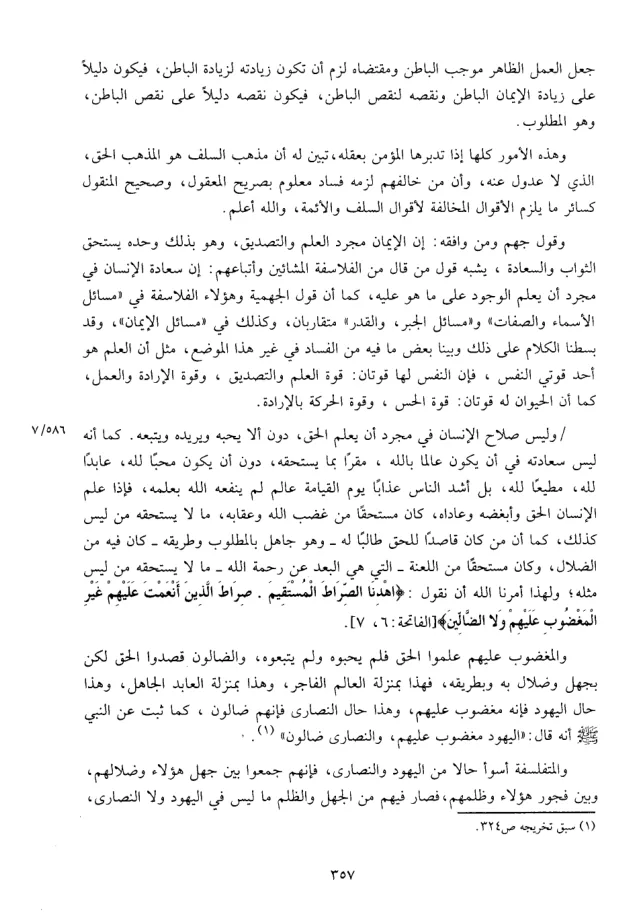 جعل العمل الظاهر موجب الباطن ومقتضاه لزم أن تكون زيادته لزيادة الباطن، فيكون دليلاً
على زيادة الإيمان الباطن ونقصه لنقص الباطن، فيكون نقصه دليلاً على نقص الباطن،
وهو المطلوب.
وهذه الأمور كلها إذا تدبرها المؤمن بعقله، تبين له أن مذهب السلف هو المذهب الحق،
الذي لا عدول عنه، وأن من خالفهم لزمه فساد معلوم بصريح المعقول، وصحيح المنقول
كسائر ما يلزم الأقوال المخالفة لأقوال السلف والأئمة، والله أعلم.
وقول جهم ومن وافقه: إن الإيمان مجرد العلم والتصديق، وهو بذلك وحده يستحق
الثواب والسعادة ، يشبه قول من قال من الفلاسفة المشائين وأتباعهم: إن سعادة الإنسان في
مجرد أن يعلم الوجود على ما هو عليه، كما أن قول الجهمية وهؤلاء الفلاسفة في «مسائل
الأسماء والصفات» و«مسائل الجبر، والقدر» متقاربان، وكذلك في «مسائل الإيمان»، وقد
بسطنا الكلام على ذلك وبينا بعض ما فيه من الفساد في غير هذا الموضع، مثل أن العلم هو
أحد قوتي النفس ، فإن النفس لها قوتان: قوة العلم والتصديق ، وقوة الإرادة والعمل،
كما أن الحيوان له قوتان: قوة الحس ، وقوة الحركة بالإرادة.
/ وليس صلاح الإنسان في مجرد أن يعلم الحق، دون ألا يحبه ويريده ويتبعه. كما أنه ٧/٥٨٦
ليس سعادته في أن يكون عالما بالله ، مقرًا بما يستحقه، دون أن يكون محبًا لله، عابدًا
لله، مطيعًا لله، بل أشد الناس عذابًا يوم القيامة عالم لم ينفعه الله بعلمه، فإذا علم
الإنسان الحق وأبغضه وعاداه، كان مستحقًا من غضب الله وعقابه، ما لا يستحقه من ليس
كذلك، كما أن من كان قاصدًا للحق طالبًا له ـ وهو جاهل بالمطلوب وطريقه ـ كان فيه من
الضلال، وكان مستحقًا من اللعنة ـ التي هي البعد عن رحمة الله ـ ما لا يستحقه من ليس
مثله؛ ولهذا أمرنا الله أن نقول :﴿اهْدِنَا الصِّرَاطَ الْمُسْتَقِيمَ . صِرَاطَ الَّذِينَ أَنْعَمْتَ عَلَيْهِمْ غَيْرِ
الْمَغْضُوبِ عَلَيْهِمْ وَلا الضَّالِّينَ﴾[الفاتحة:٦، ٧].
والمغضوب عليهم علموا الحق فلم يحبوه ولم يتبعوه، والضالون قصدوا الحق لكن
بجهل وضلال به وبطريقه، فهذا بمنزلة العالم الفاجر، وهذا بمنزلة العابد الجاهل، وهذا
حال اليهود فإنه مغضوب عليهم، وهذا حال النصارى فإنهم ضالون ، كما ثبت عن النبي
ﷺ أنه قال:«اليهود مغضوب عليهم، والنصارى ضالون» (١) .
والمتفلسفة أسوأ حالا من اليهود والنصارى، فإنهم جمعوا بين جهل هؤلاء وضلالهم،
وبين فجور هؤلاء وظلمهم،فصار فيهم من الجهل والظلم ما ليس في اليهود ولا النصارى،
(١) سبق تخريجه ص٣٢٤.
٣٥٧